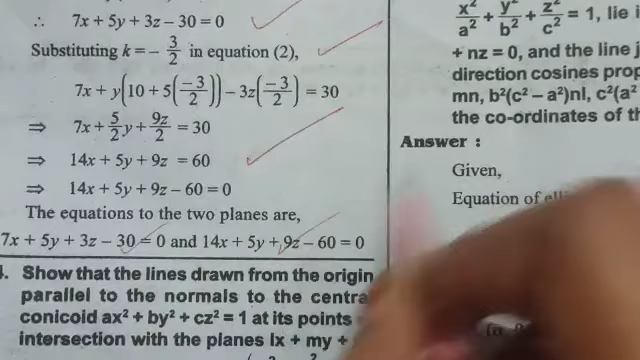 ∴ 7x + 5y + 3z – 30 = 0
Substituting k = – 3/2 in equation (2),
7x + y(10 + 5(–3/2)) – 3z(–3/2) = 30
⇒ 7x + 5/2 y + 9z/2 = 30
⇒ 14x + 5y + 9z = 60
⇒ 14x + 5y + 9z – 60 = 0
The equations to the two planes are,
7x + 5y + 3z – 30 = 0 and 14x + 5y + 9z – 60 = 0
Show that the lines drawn from the origin
parallel to the normals to the centra
conicoid ax² + by² + cz² = 1 at its points
intersection with the planes lx + my +
x²/a² + y²/b² + z²/c² = 1, lie i
+ nz = 0, and the line j
direction cosines prop
mn, b²(c² – a²)nl, c²(a²
the co-ordinates of th
Answer :
Given,
Equation of